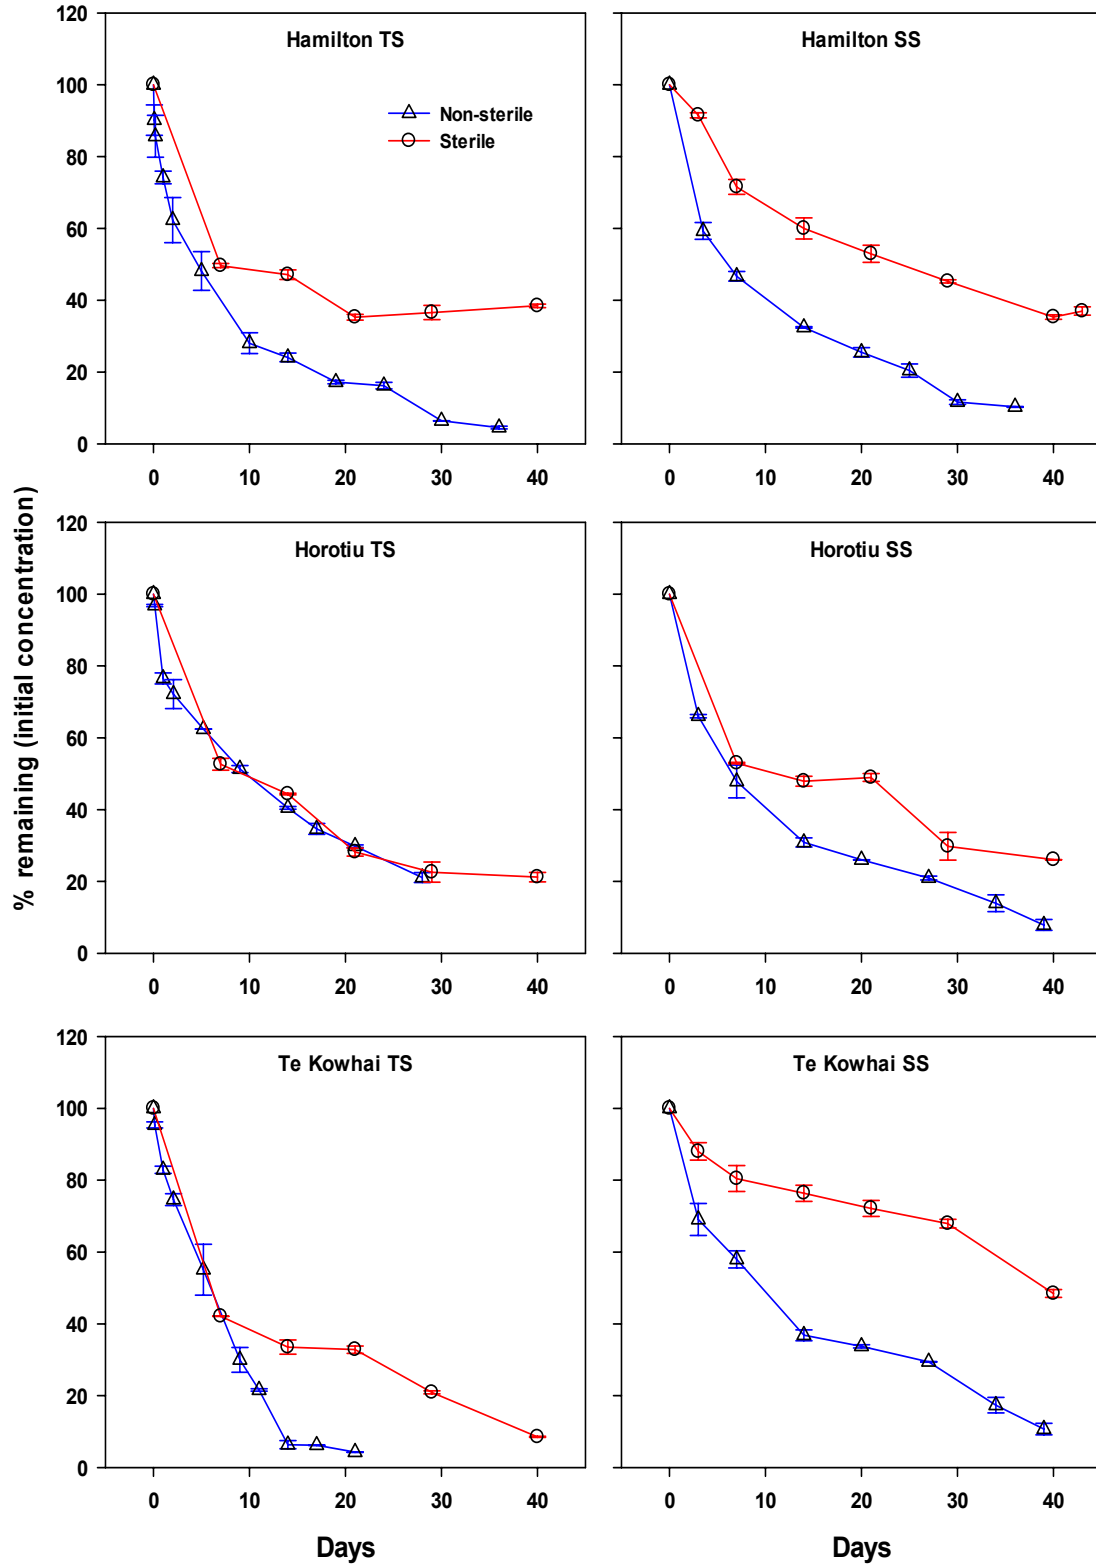 Hamilton TS
Hamilton SS
120
100
80
60
40
20
0
Non-sterile
Sterile
0 10 20 30 40
0 10 20 30 40
Horotiu TS
Horotiu SS
120
100
80
60
40
20
0
0 10 20 30 40
0 10 20 30 40
% remaining (initial concentration)
Te Kowhai TS
Te Kowhai SS
120
100
80
60
40
20
0
0 10 20 30 40
0 10 20 30 40
Days
Days